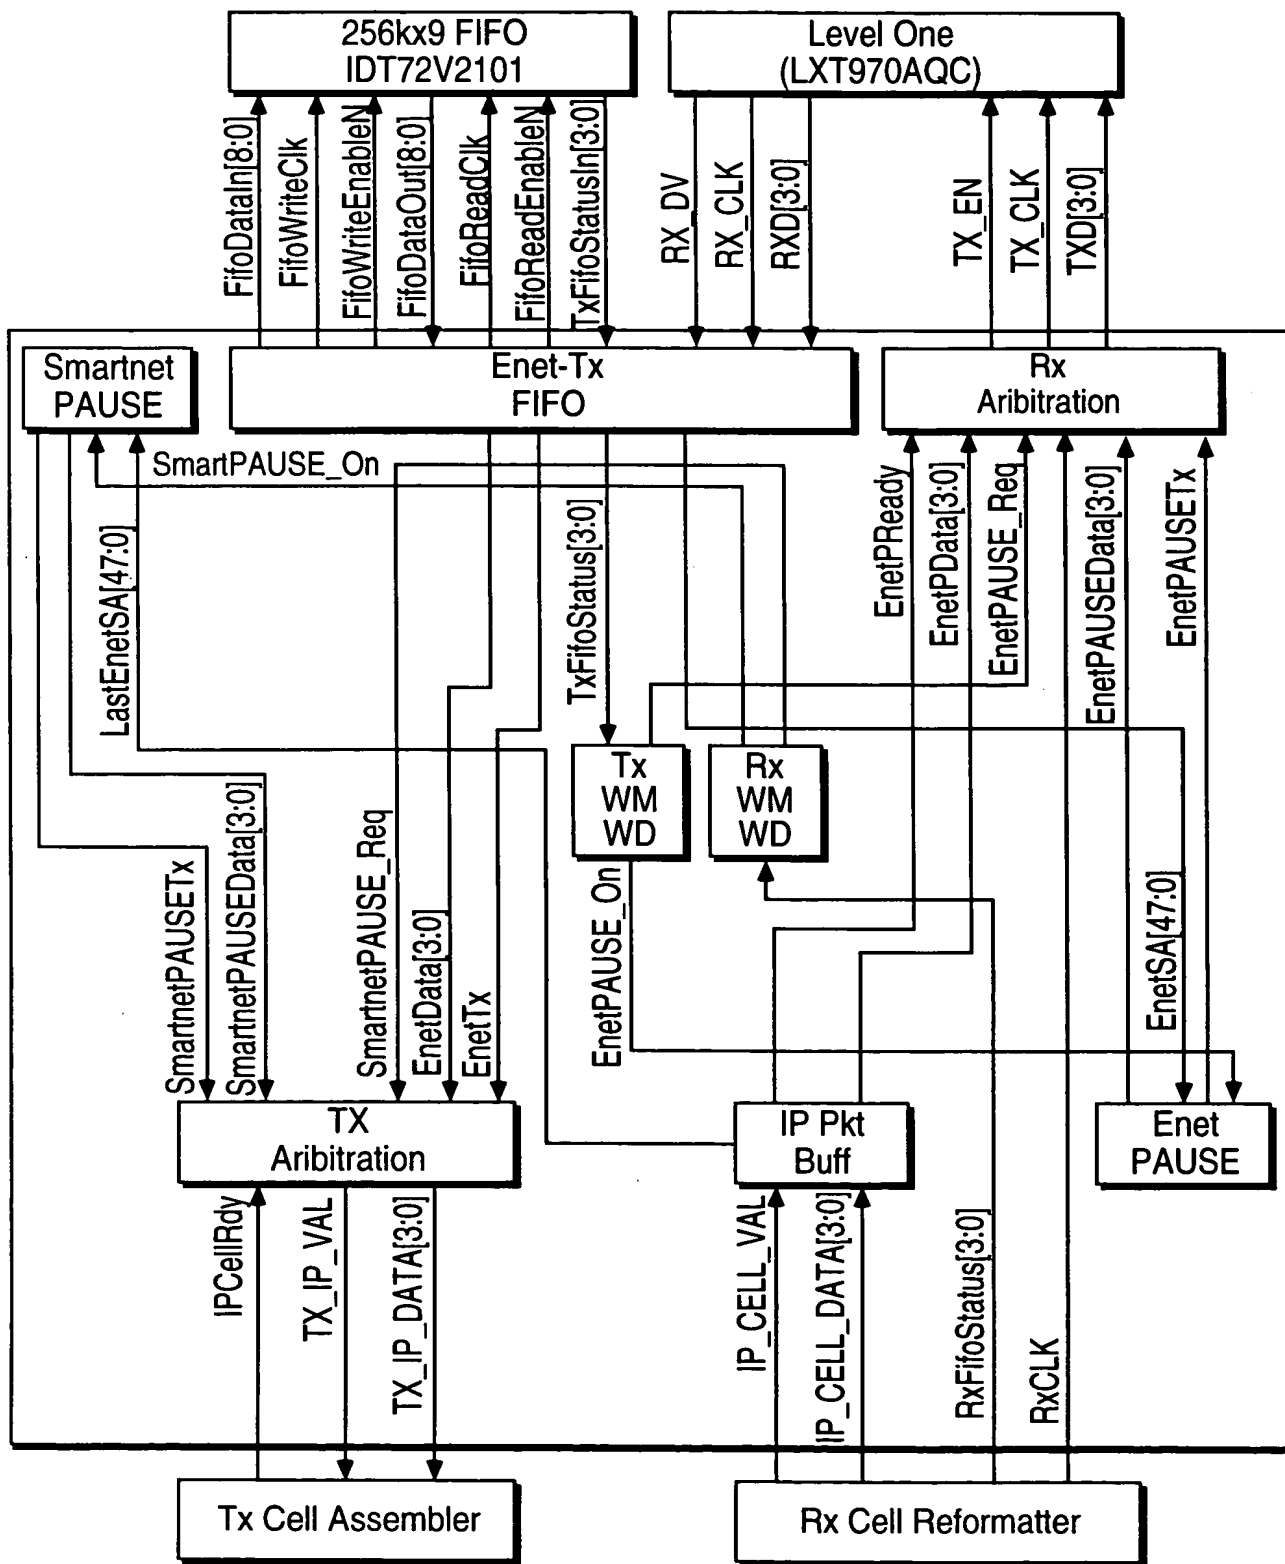 256kx9 FIFO
IDT72V2101
Level One
(LXT970AQC)
FifoDataIn[8:0]
FifoWriteClk
FifoWriteEnableN
FifoDataOut[8:0]
FifoReadClk
FifoReadEnableN
TxFifoStatusIn[3:0]
RX_DV
RX_CLK
RXD[3:0]
TX_EN
TX_CLK
TXD[3:0]
Smartnet
PAUSE
Enet-Tx
FIFO
Rx
Aribitration
SmartPAUSE_On
LastEnetSA[47:0]
TxFifoStatus[3:0]
EnetPReady
EnetPData[3:0]
EnetPAUSE_Req
EnetPAUSEData[3:0]
EnetPAUSETx
Tx
WM
WD
Rx
WM
WD
SmartnetPAUSETx
SmartnetPAUSEData[3:0]
SmartnetPAUSE_Req
EnetData[3:0]
EnetTx
EnetPAUSE_On
EnetSA[47:0]
TX
Aribitration
IP Pkt
Buff
Enet
PAUSE
IPCellRdy
TX_IP_VAL
TX_IP_DATA[3:0]
IP_CELL_VAL
IP_CELL_DATA[3:0]
RxFifoStatus[3:0]
RxCLK
Tx Cell Assembler
Rx Cell Reformatter